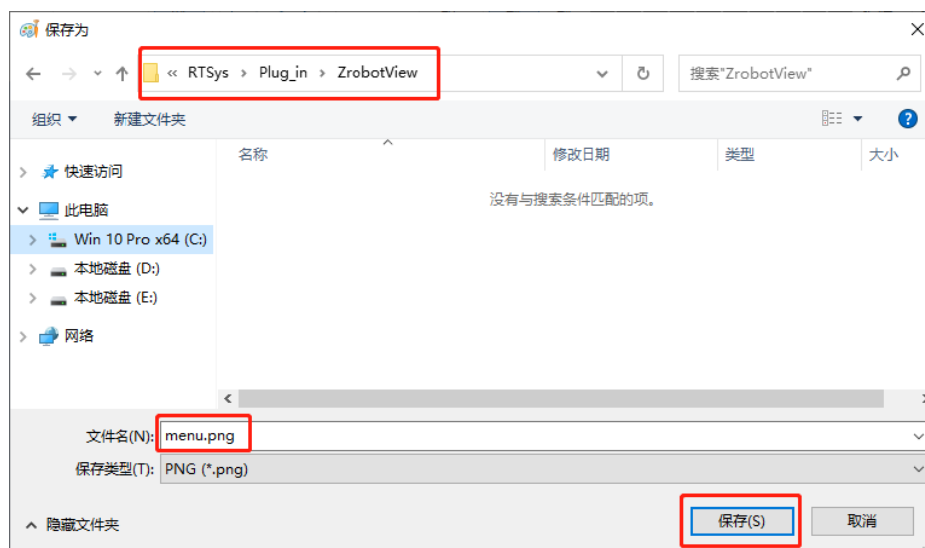 保存为
« RTSys > Plug_in > ZrobotView
搜索"ZrobotView"
组织 新建文件夹
名称 修改日期 类型 大小
快速访问
没有与搜索条件匹配的项。
此电脑
Win 10 Pro x64 (C:)
本地磁盘 (D:)
本地磁盘 (E:)
网络
文件名(N): menu.png
保存类型(T): PNG (*.png)
隐藏文件夹 保存(S) 取消